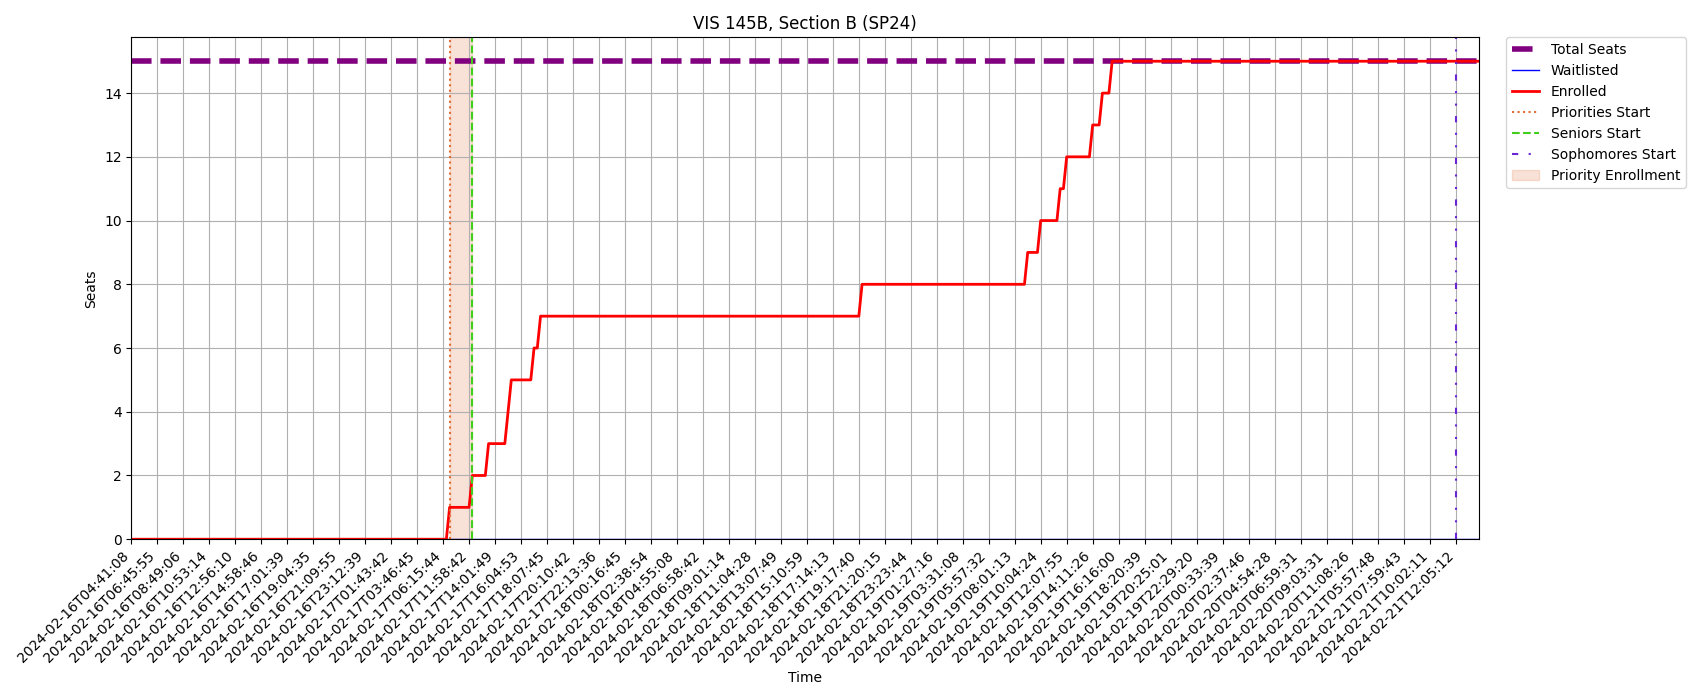 VIS 145B, Section B (SP24)
Total Seats
Waitlisted
Enrolled
Priorities Start
Seniors Start
Sophomores Start
Priority Enrollment
Seats
14
12
10
8
6
4
2
0
2024-02-16T04:41:08
2024-02-16T06:45:55
2024-02-16T08:49:06
2024-02-16T10:53:14
2024-02-16T12:56:10
2024-02-16T14:58:46
2024-02-16T17:01:39
2024-02-16T19:04:35
2024-02-16T21:09:55
2024-02-16T23:12:39
2024-02-17T01:43:42
2024-02-17T03:46:45
2024-02-17T06:15:44
2024-02-17T11:58:42
2024-02-17T14:01:49
2024-02-17T16:04:53
2024-02-17T18:07:45
2024-02-17T20:10:42
2024-02-17T22:13:36
2024-02-18T00:16:45
2024-02-18T02:38:54
2024-02-18T04:55:08
2024-02-18T06:58:42
2024-02-18T09:01:14
2024-02-18T11:04:28
2024-02-18T13:07:49
2024-02-18T15:10:59
2024-02-18T17:14:13
2024-02-18T19:17:40
2024-02-18T21:20:15
2024-02-18T23:23:44
2024-02-19T01:27:16
2024-02-19T03:31:08
2024-02-19T05:57:32
2024-02-19T08:01:13
2024-02-19T10:04:24
2024-02-19T12:07:55
2024-02-19T14:11:26
2024-02-19T16:16:00
2024-02-19T18:20:39
2024-02-19T20:25:01
2024-02-19T22:29:20
2024-02-20T00:33:39
2024-02-20T02:37:46
2024-02-20T04:54:28
2024-02-20T06:59:31
2024-02-20T09:03:31
2024-02-20T11:08:26
2024-02-21T05:57:48
2024-02-21T07:59:43
2024-02-21T10:02:11
2024-02-21T12:05:12
Time